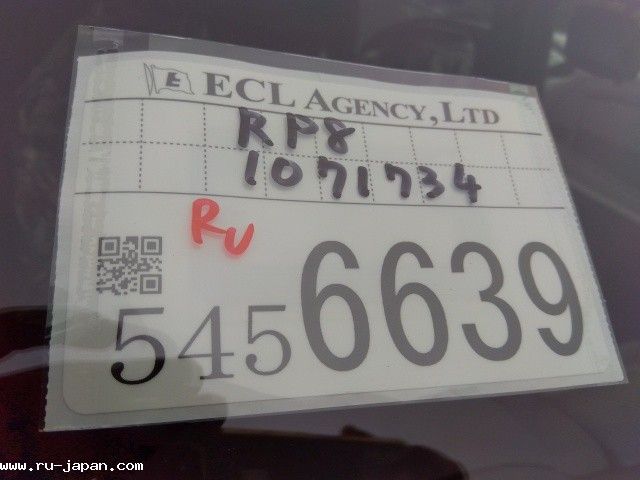 E ECL AGENCY, LTD
RP8
1071734
RU
5456639
www.ru-japan.com